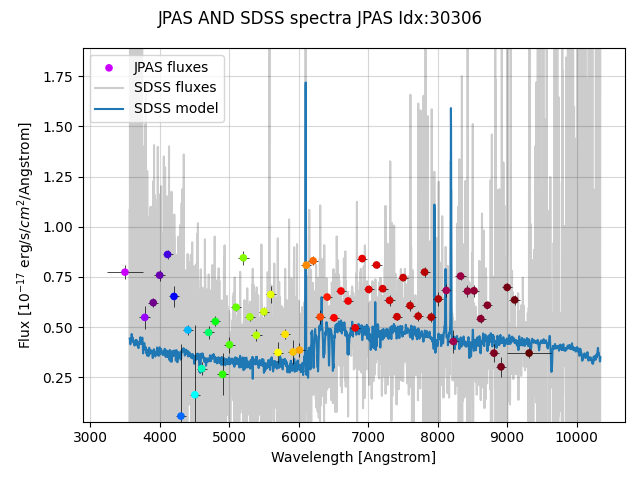 JPAS AND SDSS spectra JPAS Idx:30306
JPAS fluxes
SDSS fluxes
SDSS model
1.75
1.50
1.25
1.00
0.75
0.50
0.25
Flux [10⁻¹⁷ erg/s/cm²/Angstrom]
3000 4000 5000 6000 7000 8000 9000 10000
Wavelength [Angstrom]